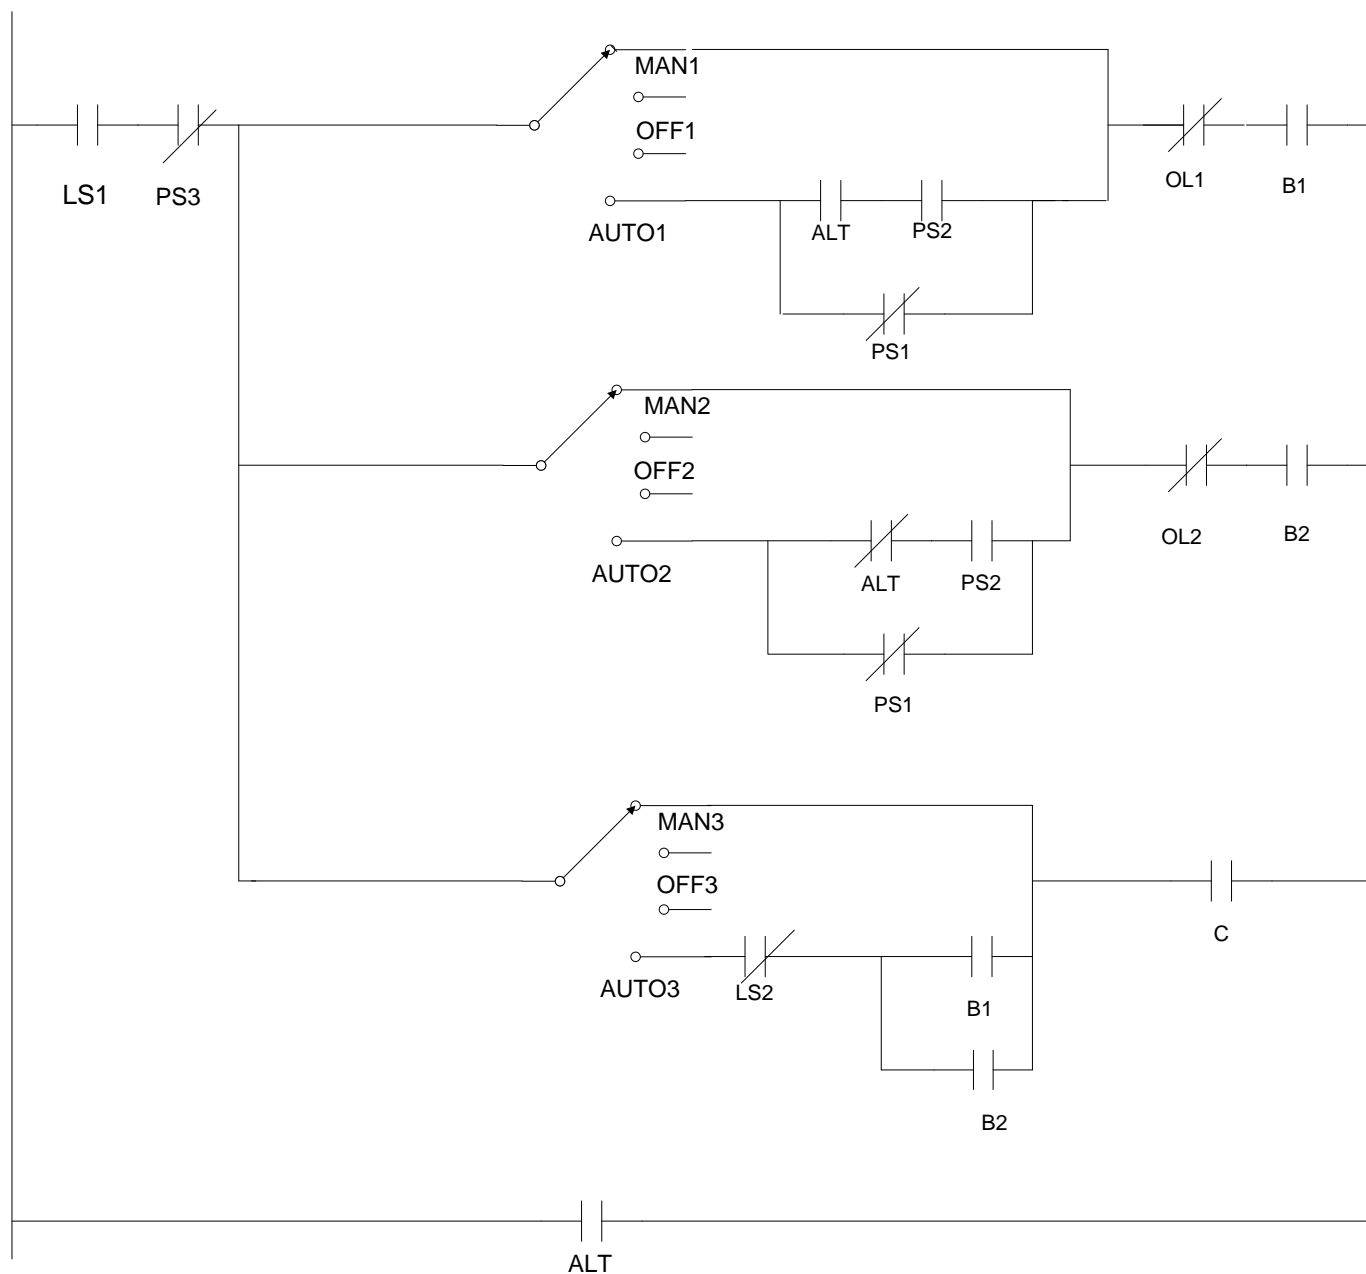 MAN1
OFF1
LS1
PS3
OL1
B1
AUTO1
ALT
PS2
PS1
MAN2
OFF2
OL2
B2
AUTO2
ALT
PS2
PS1
MAN3
OFF3
C
AUTO3
LS2
B1
B2
ALT